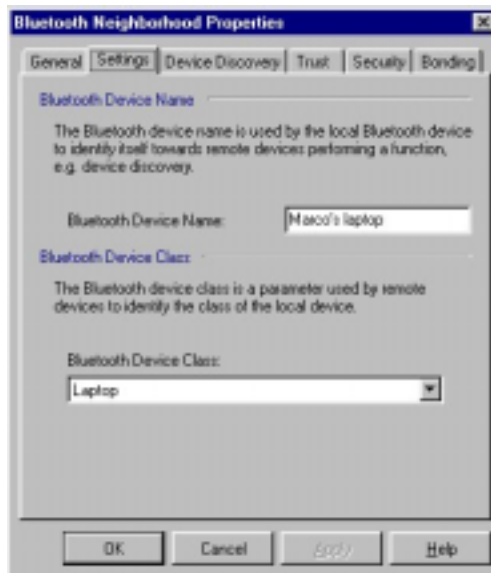 Bluetooth Neighborhood Properties
General Settings Device Discovery Trust Security Bonding
Bluetooth Device Name
The Bluetooth device name is used by the local Bluetooth device
to identify itself towards remote devices performing a function,
e.g. device discovery.
Bluetooth Device Name: Marco's laptop
Bluetooth Device Class
The Bluetooth device class is a parameter used by remote
devices to identify the class of the local device.
Bluetooth Device Class:
Laptop
OK Cancel Apply Help